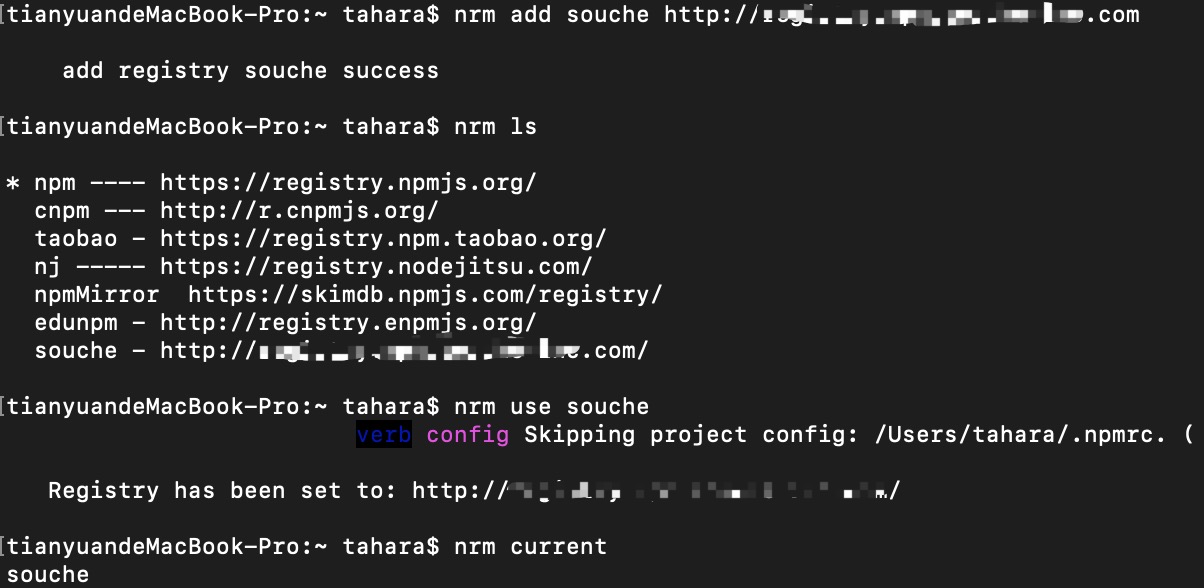 tianyuandeMacBook-Pro:~ tahara$ nrm add souche http://.com
add registry souche success
tianyuandeMacBook-Pro:~ tahara$ nrm ls
* npm ---- https://registry.npmjs.org/
cnpm --- http://r.cnpmjs.org/
taobao - https://registry.npm.taobao.org/
nj ----- https://registry.nodejitsu.com/
npmMirror  https://skimdb.npmjs.com/registry/
edunpm - http://registry.enpmjs.org/
souche - http://.com/
tianyuandeMacBook-Pro:~ tahara$ nrm use souche
verb config Skipping project config: /Users/tahara/.npmrc. (
Registry has been set to: http:///
tianyuandeMacBook-Pro:~ tahara$ nrm current
souche